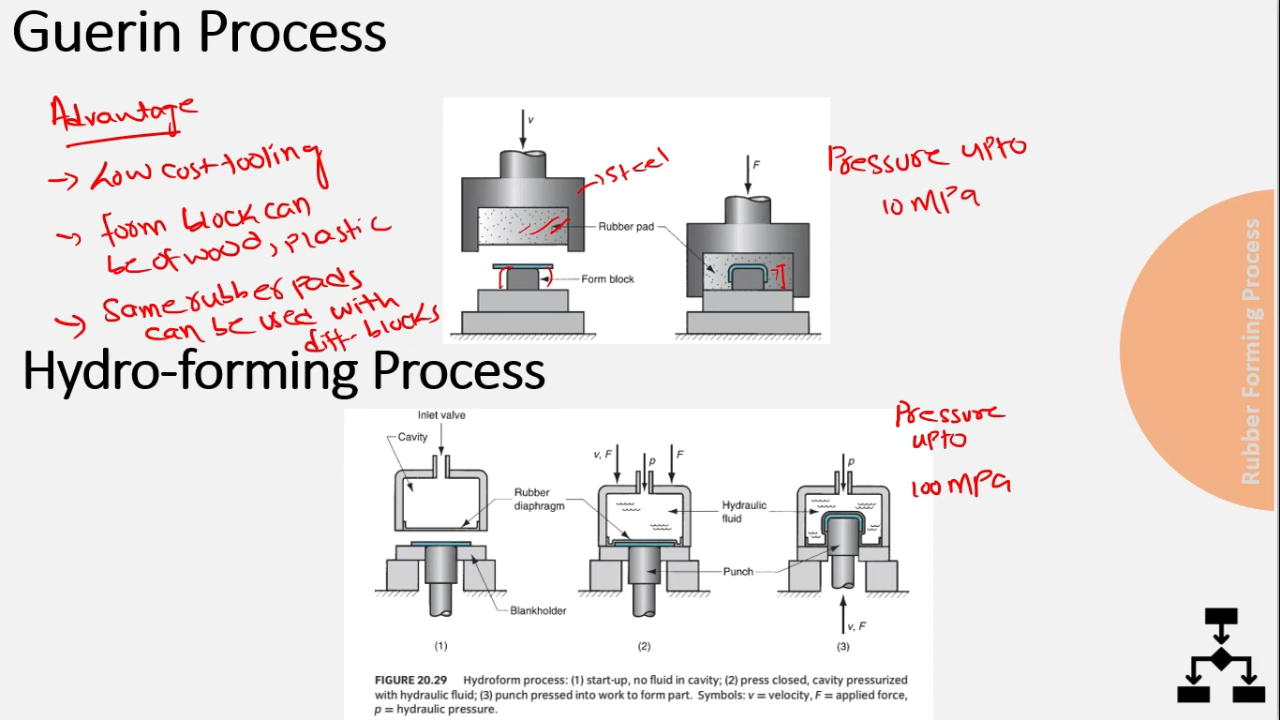 Guerin Process
Advantage
→ Low cost tooling
→ form block can
be of wood, plastic
→ Same rubber pads
can be used with
diff. blocks
v
→ Steel
Rubber pad
Form block
F
Pressure upto
10 MPa
Hydro-forming Process
Inlet valve
Cavity
Rubber
diaphragm
Blankholder
(1)
v, F
p
F
Hydraulic
fluid
Punch
(2)
p
v, F
(3)
Pressure
upto
100 MPa
FIGURE 20.29 Hydroform process: (1) start-up, no fluid in cavity; (2) press closed, cavity pressurized
with hydraulic fluid; (3) punch pressed into work to form part. Symbols: v = velocity, F = applied force,
p = hydraulic pressure.
Rubber Forming Process